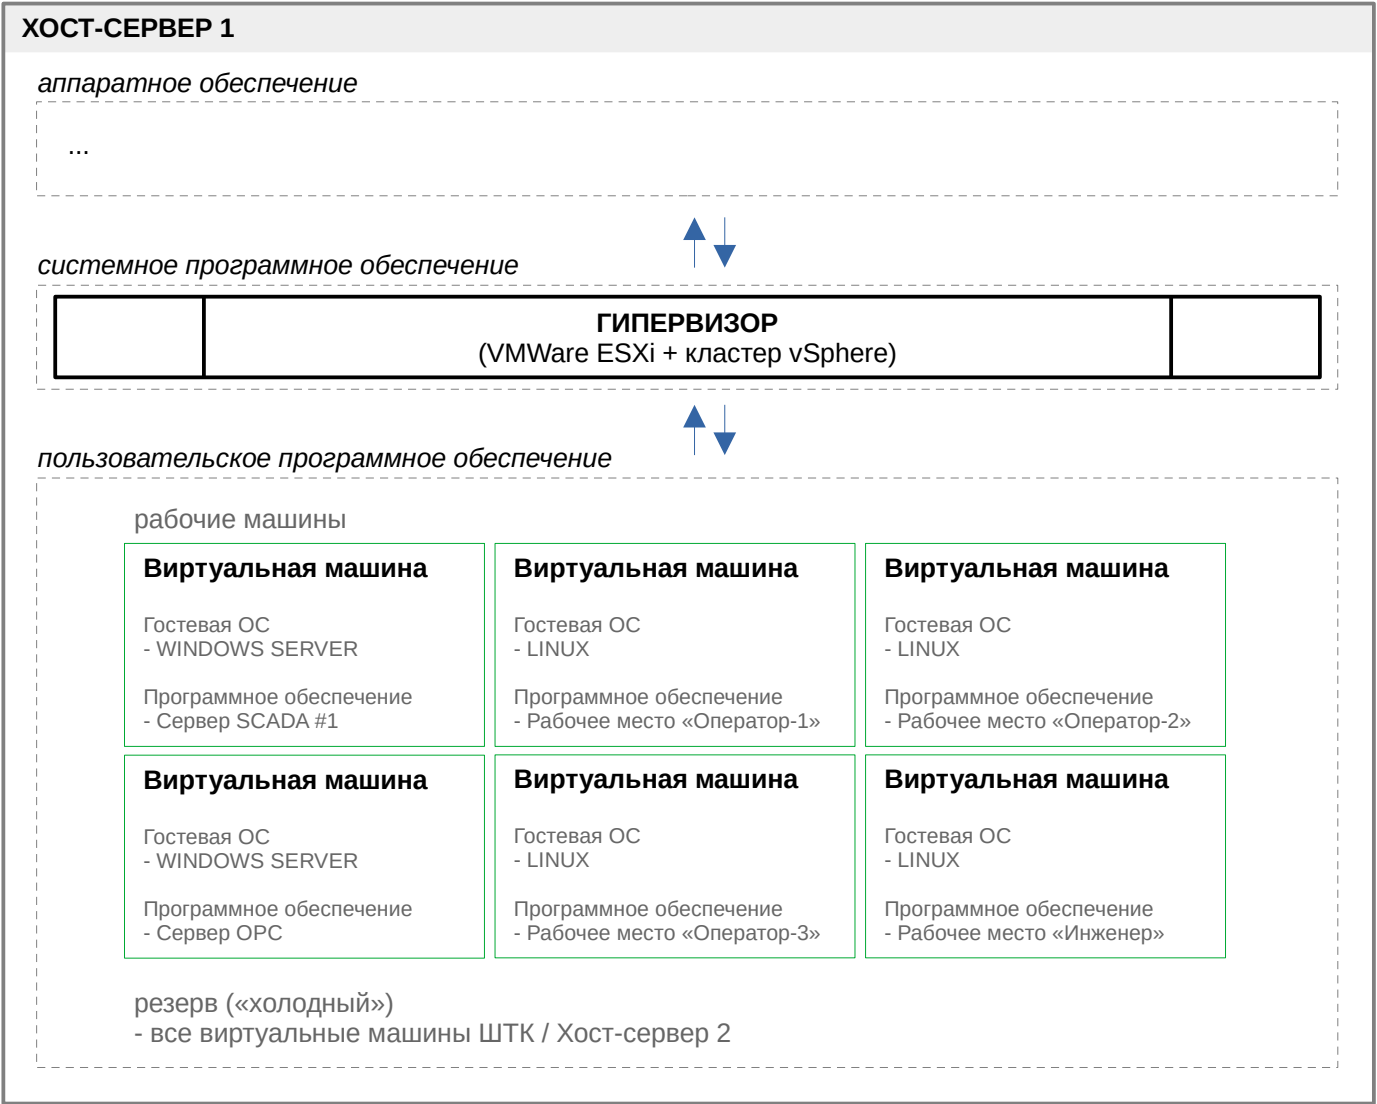 ХОСТ-СЕРВЕР 1
аппаратное обеспечение
...
системное программное обеспечение
ГИПЕРВИЗОР
(VMWare ESXi + кластер vSphere)
пользовательское программное обеспечение
рабочие машины
Виртуальная машина
Гостевая ОС
- WINDOWS SERVER
Программное обеспечение
- Сервер SCADA #1
Виртуальная машина
Гостевая ОС
- LINUX
Программное обеспечение
- Рабочее место «Оператор-1»
Виртуальная машина
Гостевая ОС
- LINUX
Программное обеспечение
- Рабочее место «Оператор-2»
Виртуальная машина
Гостевая ОС
- WINDOWS SERVER
Программное обеспечение
- Сервер OPC
Виртуальная машина
Гостевая ОС
- LINUX
Программное обеспечение
- Рабочее место «Оператор-3»
Виртуальная машина
Гостевая ОС
- LINUX
Программное обеспечение
- Рабочее место «Инженер»
резерв («холодный»)
- все виртуальные машины ШТК / Хост-сервер 2